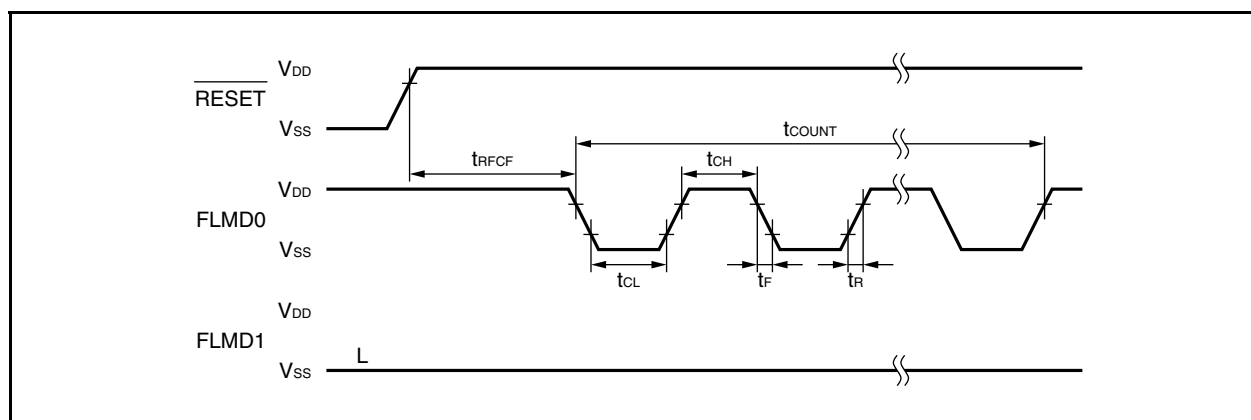 VDD
RESET
VSS
tCOUNT
tRFCF
tCH
VDD
FLMD0
VSS
tCL
tF
tR
VDD
FLMD1
L
VSS